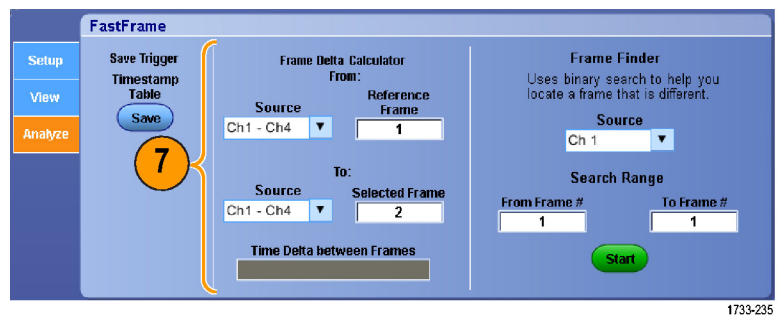 FastFrame
Setup
View
Analyze
Save Trigger
Timestamp
Table
Save
7
Frame Delta Calculator
From:
Source
Reference
Frame
Ch1 - Ch4
1
To:
Source
Selected Frame
Ch1 - Ch4
2
Time Delta between Frames
Frame Finder
Uses binary search to help you
locate a frame that is different.
Source
Ch 1
Search Range
From Frame #
To Frame #
1
1
Start
1733-235